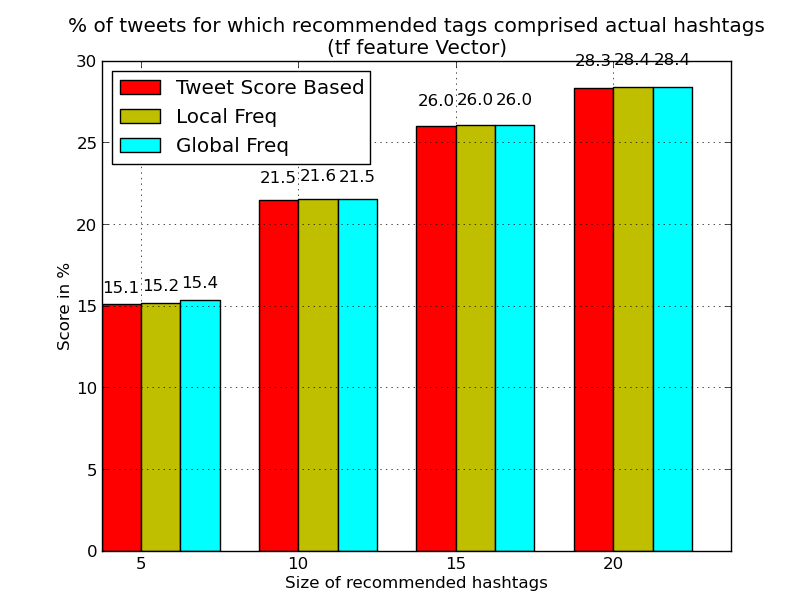 % of tweets for which recommended tags comprised actual hashtags
(tf feature Vector)
Tweet Score Based
Local Freq
Global Freq
30
25
20
15
10
5
0
Score in %
15.1 15.2 15.4
21.5 21.6 21.5
26.0 26.0 26.0
28.3 28.4 28.4
5 10 15 20
Size of recommended hashtags